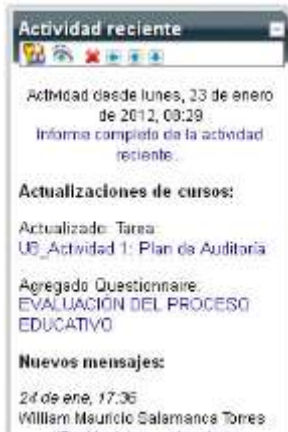 Actividad reciente
Actividad desde lunes, 23 de enero
de 2012, 08:29
Informe completo de la actividad
reciente...
Actualizaciones de cursos:
Actualizado Tarea:
U6_Actividad 1: Plan de Auditoría
Agregado Questionnaire:
EVALUACIÓN DEL PROCESO
EDUCATIVO
Nuevos mensajes:
24 de ene, 17:36
William Mauricio Salamanca Torres